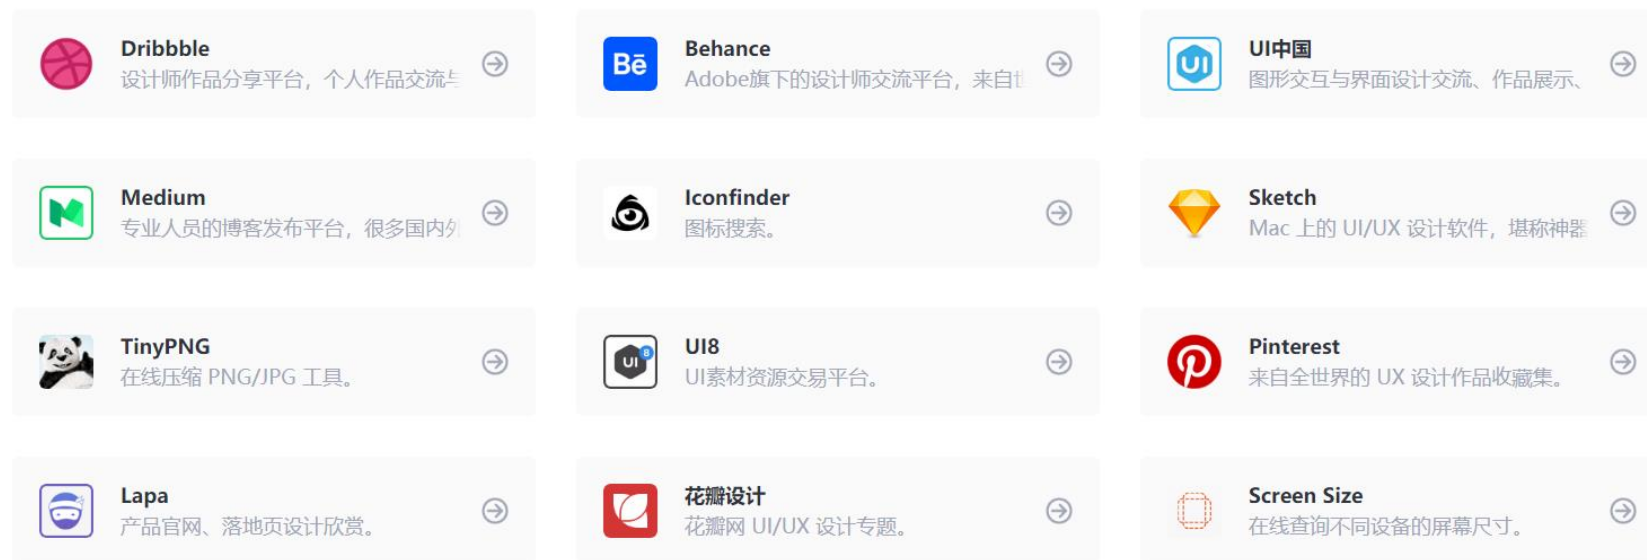 Dribbble
设计师作品分享平台，个人作品交流与
Behance
Adobe旗下的设计师交流平台，来自
UI中国
图形交互与界面设计交流、作品展示、
Medium
专业人员的博客发布平台，很多国内外
Iconfinder
图标搜索。
Sketch
Mac 上的 UI/UX 设计软件，堪称神器
TinyPNG
在线压缩 PNG/JPG 工具。
UI8
UI素材资源交易平台。
Pinterest
来自全世界的 UX 设计作品收藏集。
Lapa
产品官网、落地页设计欣赏。
花瓣设计
花瓣网 UI/UX 设计专题。
Screen Size
在线查询不同设备的屏幕尺寸。